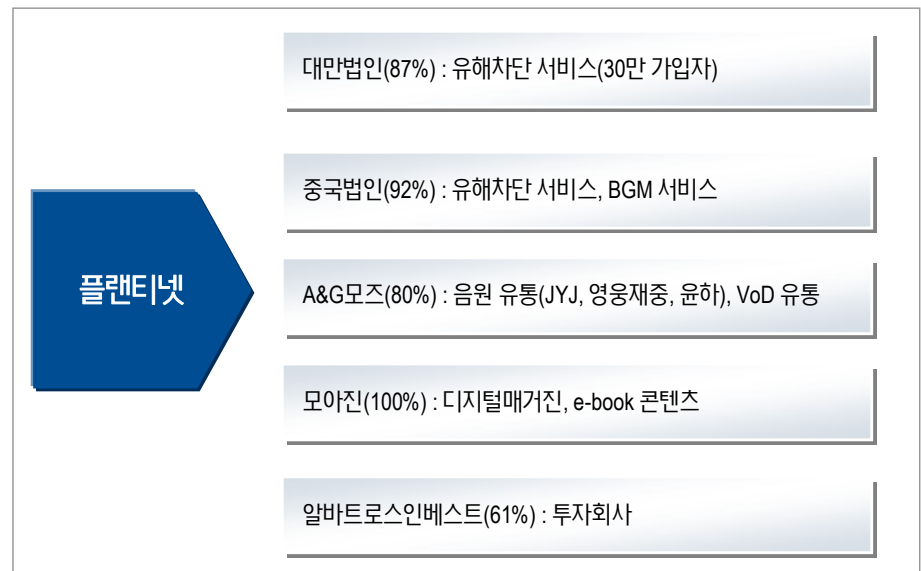 대만법인(87%) : 유해차단 서비스(30만 가입자)
중국법인(92%) : 유해차단 서비스, BGM 서비스
플랜티넷
A&G모즈(80%) : 음원 유통(JYJ, 영웅재중, 윤하), VoD 유통
모아진(100%) : 디지털매거진, e-book 콘텐츠
알바트로스인베스트(61%) : 투자회사